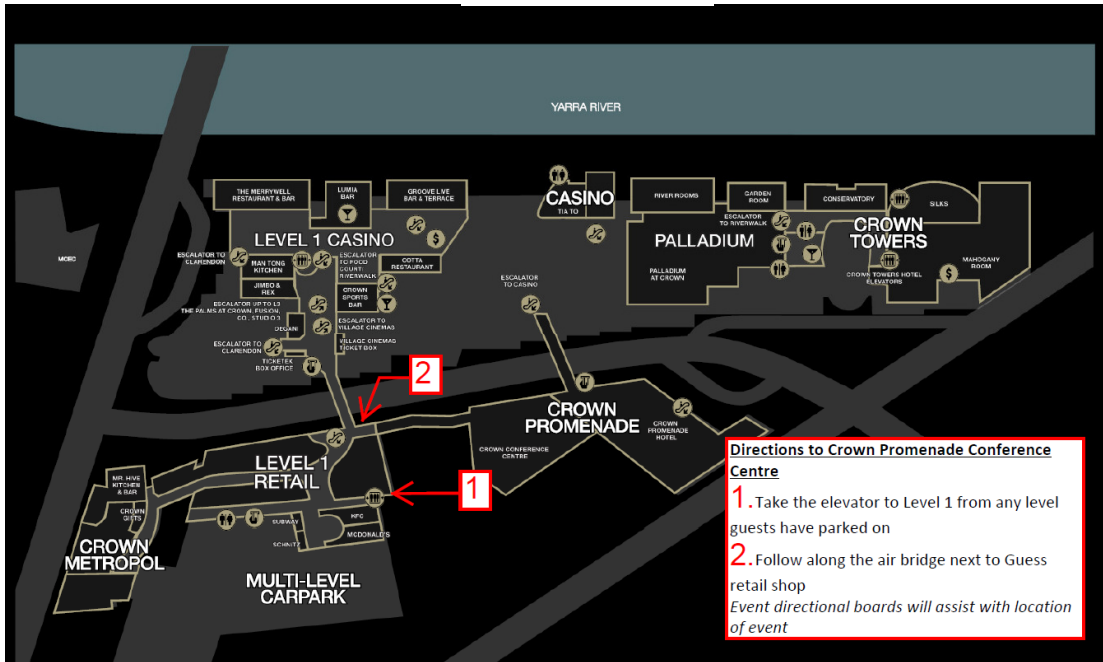 YARRA RIVER
THE MERRYWELL
RESTAURANT & BAR
LUMIA
BAR
GROOVE LIVE
BAR & TERRACE
CASINO
TIA TO
RIVER ROOMS
GARDEN
ROOM
CONSERVATORY
SILKS
ESCALATOR
TO RIVERWALK
LEVEL 1 CASINO
PALLADIUM
CROWN
TOWERS
ESCALATOR TO
CLARENDON
MAN TONG
KITCHEN
ESCALATOR
TO FOOD
COURT/
RIVERWALK
COTTA
RESTAURANT
MAHOGANY
ROOM
PALLADIUM
AT CROWN
CROWN TOWERS HOTEL
ELEVATORS
$
$
JIMBO &
REX
CROWN
SPORTS
BAR
ESCALATOR
TO CASINO
ESCALATOR UP TO L3
THE PALMS AT CROWN, FUSION,
CO., STUDIO 3
DEGANI
ESCALATOR TO
VILLAGE CINEMAS
VILLAGE CINEMAS
TICKET BOX
ESCALATOR TO
CLARENDON
TICKETEK
BOX OFFICE
2
CROWN
PROMENADE
CROWN
PROMENADE
HOTEL
CROWN CONFERENCE
CENTRE
LEVEL 1
RETAIL
1
MR. HIVE
KITCHEN
& BAR
CROWN
GIFTS
SUBWAY
KFC
MCDONALD'S
SCHNITZ
CROWN
METROPOL
MULTI-LEVEL
CARPARK
Directions to Crown Promenade Conference
Centre
1.Take the elevator to Level 1 from any level
guests have parked on
2.Follow along the air bridge next to Guess
retail shop
Event directional boards will assist with location
of event